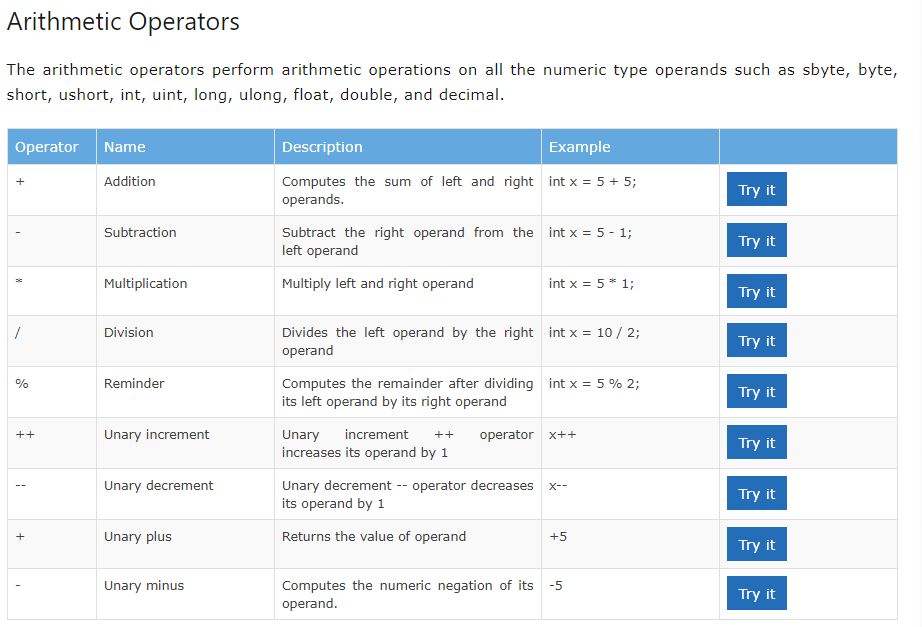 Arithmetic Operators
The arithmetic operators perform arithmetic operations on all the numeric type operands such as sbyte, byte,
short, ushort, int, uint, long, ulong, float, double, and decimal.
Operator Name Description Example
+ Addition Computes the sum of left and right int x = 5 + 5; Try it
operands.
- Subtraction Subtract the right operand from the int x = 5 - 1; Try it
left operand
* Multiplication Multiply left and right operand int x = 5 * 1; Try it
/ Division Divides the left operand by the right int x = 10 / 2; Try it
operand
% Reminder Computes the remainder after dividing int x = 5 % 2; Try it
its left operand by its right operand
++ Unary increment Unary increment ++ operator x++ Try it
increases its operand by 1
-- Unary decrement Unary decrement -- operator decreases x-- Try it
its operand by 1
+ Unary plus Returns the value of operand +5 Try it
- Unary minus Computes the numeric negation of its -5 Try it
operand.